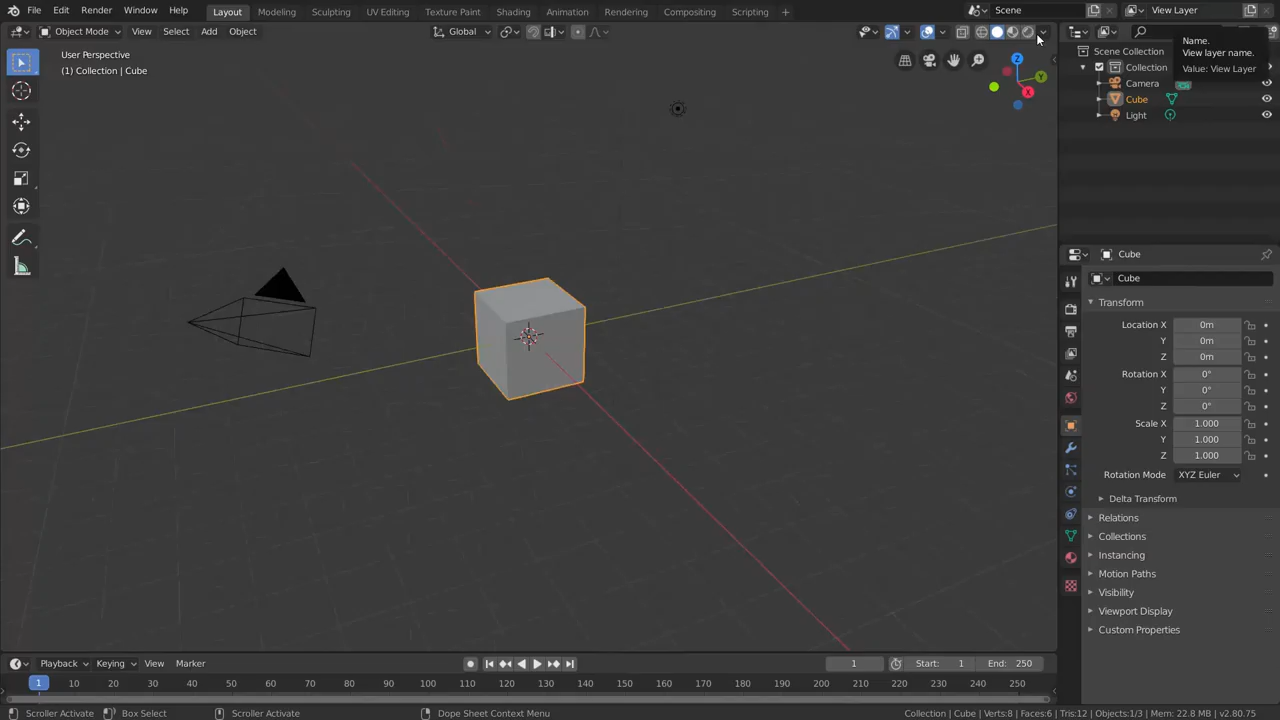 File Edit Render Window Help Layout Modeling Sculpting UV Editing Texture Paint Shading Animation Rendering Compositing Scripting + Scene View Layer
Object Mode View Select Add Object Global
User Perspective
(1) Collection | Cube
Z
Y
X
Name.
View layer name.
Value: View Layer
Scene Collection
Collection
Camera
Cube
Light
Cube
Cube
Transform
Location X 0m
Y 0m
Z 0m
Rotation X 0°
Y 0°
Z 0°
Scale X 1.000
Y 1.000
Z 1.000
Rotation Mode XYZ Euler
Delta Transform
Relations
Collections
Instancing
Motion Paths
Visibility
Viewport Display
Custom Properties
Playback Keying View Marker 1 Start: 1 End: 250
1 10 20 30 40 50 60 70 80 90 100 110 120 130 140 150 160 170 180 190 200 210 220 230 240 250
Scroller Activate Box Select Scroller Activate Dope Sheet Context Menu Collection | Cube | Verts:8 | Faces:6 | Tris:12 | Objects:1/3 | Mem: 22.8 MB | v2.80.75